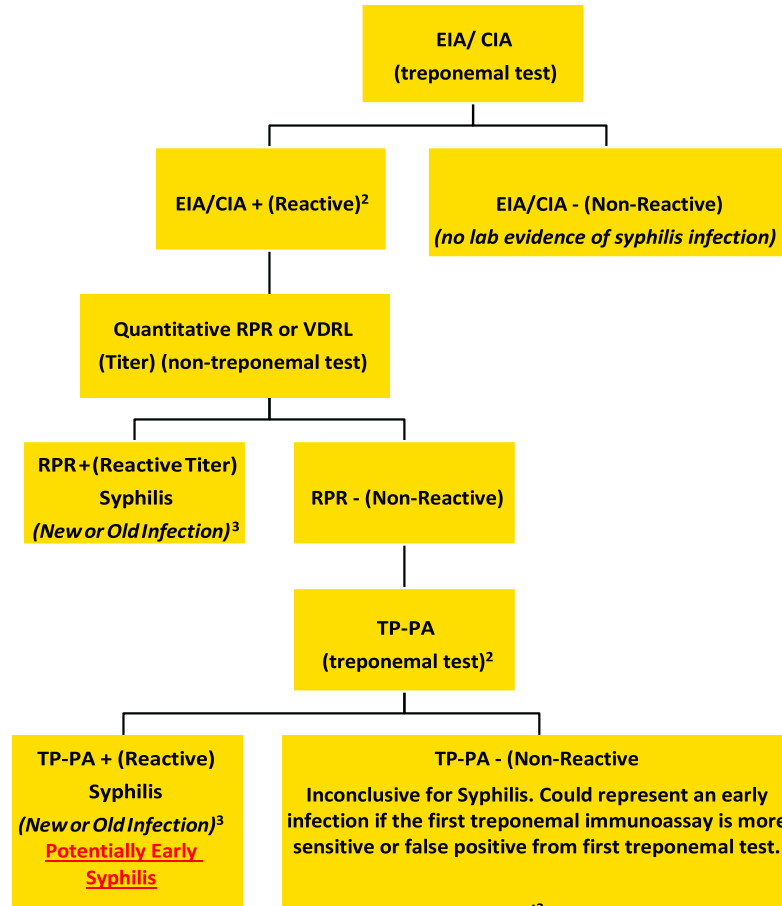 EIA/ CIA
(treponemal test)
EIA/CIA + (Reactive)2
EIA/CIA - (Non-Reactive)
(no lab evidence of syphilis infection)
Quantitative RPR or VDRL
(Titer) (non-treponemal test)
RPR + (Reactive Titer)
Syphilis
(New or Old Infection)3
RPR - (Non-Reactive)
TP-PA
(treponemal test)2
TP-PA + (Reactive)
Syphilis
(New or Old Infection)3
Potentially Early
Syphilis
TP-PA - (Non-Reactive
Inconclusive for Syphilis. Could represent an early
infection if the first treponemal immunoassay is more
sensitive or false positive from first treponemal test.